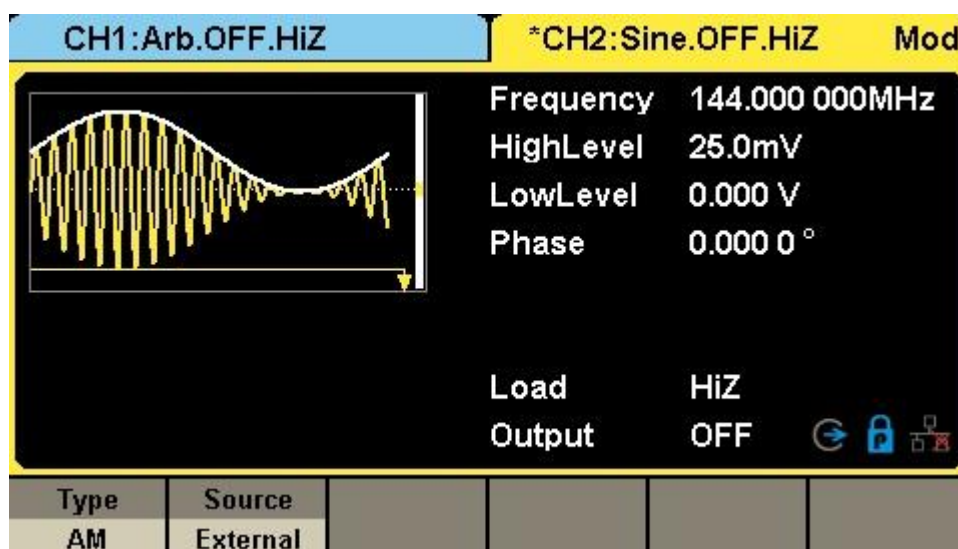 CH1:Arb.OFF.HiZ *CH2:Sine.OFF.HiZ Mod
Frequency 144.000 000MHz
HighLevel 25.0mV
LowLevel 0.000 V
Phase 0.000 0 °
Load HiZ
Output OFF
Type Source
AM External